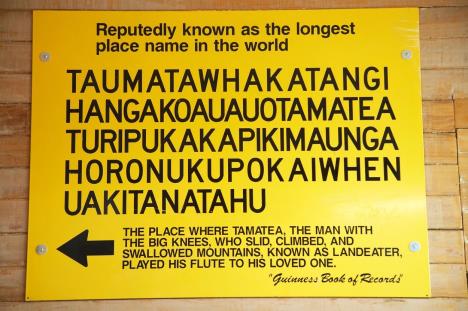 Reputedly known as the longest
place name in the world
TAUMATAWHAKATANGI
HANGAKOAUAUOTAMATEA
TURIPUKAKAPIKIMAUNGA
HORONUKUPOKAIWHEN
UAKITANATAHU
THE PLACE WHERE TAMATEA, THE MAN WITH
THE BIG KNEES, WHO SLID, CLIMBED, AND
SWALLOWED MOUNTAINS, KNOWN AS LANDEATER,
PLAYED HIS FLUTE TO HIS LOVED ONE.
"Guinness Book of Records"